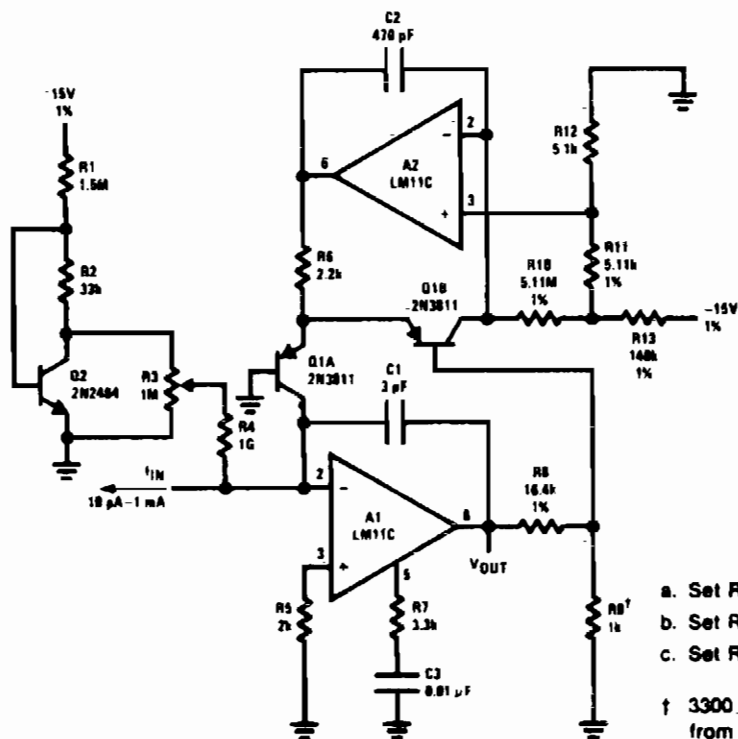 C2
470 pF
15V
1%
R1
1.5M
R2
33k
Q2
2N2484
R3
1M
R4
1G
IIN
10 pA–1 mA
6
A2
LM11C
2
3
−
+
R12
5.1k
R11
5.11k
1%
R6
2.2k
Q1B
2N3811
R10
5.11M
1%
−15V
1%
R13
140k
1%
Q1A
2N3811
C1
3 pF
2
3
−
+
A1
LM11C
6
5
VOUT
R8
16.4k
1%
R9†
1k
R5
2k
R7
3.3k
C3
0.01 µF
a. Set R
b. Set R
c. Set R
† 3300
from